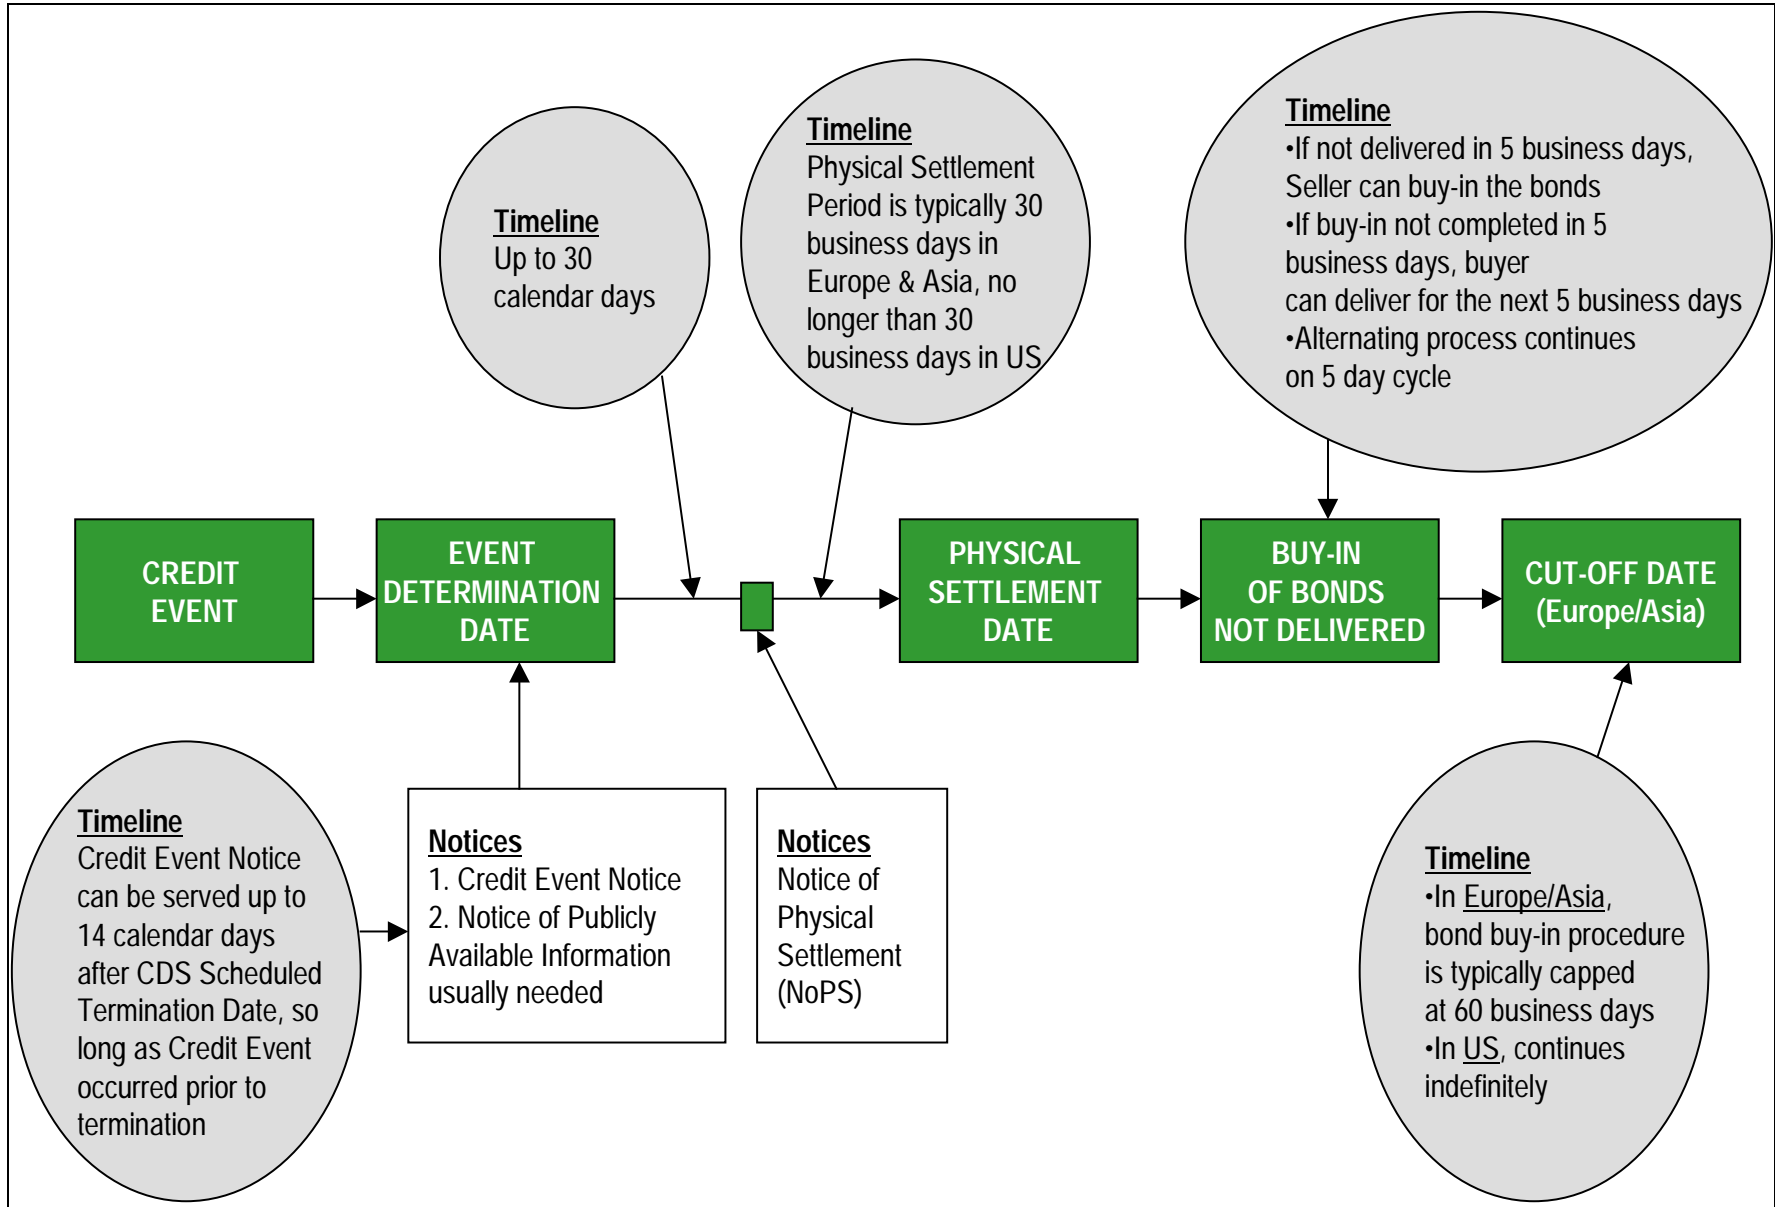 Timeline
Up to 30
calendar days
Timeline
Physical Settlement
Period is typically 30
business days in
Europe & Asia, no
longer than 30
business days in US
Timeline
•If not delivered in 5 business days,
Seller can buy-in the bonds
•If buy-in not completed in 5
business days, buyer
can deliver for the next 5 business days
•Alternating process continues
on 5 day cycle
CREDIT
EVENT
EVENT
DETERMINATION
DATE
PHYSICAL
SETTLEMENT
DATE
BUY-IN
OF BONDS
NOT DELIVERED
CUT-OFF DATE
(Europe/Asia)
Timeline
Credit Event Notice
can be served up to
14 calendar days
after CDS Scheduled
Termination Date, so
long as Credit Event
occurred prior to
termination
Notices
1. Credit Event Notice
2. Notice of Publicly
Available Information
usually needed
Notices
Notice of
Physical
Settlement
(NoPS)
Timeline
•In Europe/Asia,
bond buy-in procedure
is typically capped
at 60 business days
•In US, continues
indefinitely